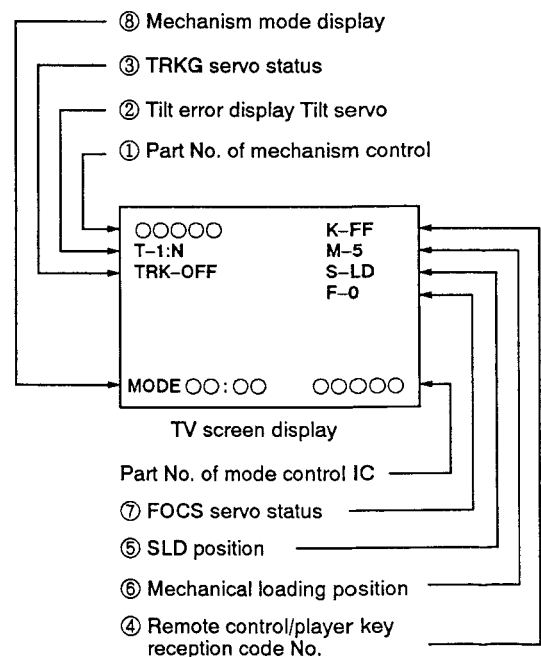 ⑧ Mechanism mode display
③ TRKG servo status
② Tilt error display Tilt servo
① Part No. of mechanism control
○○○○○ K–FF
T–1:N M–5
TRK–OFF S–LD
F–0
MODE ○○:○○ ○○○○○
TV screen display
Part No. of mode control IC
⑦ FOCS servo status
⑤ SLD position
⑥ Mechanical loading position
④ Remote control/player key
reception code No.